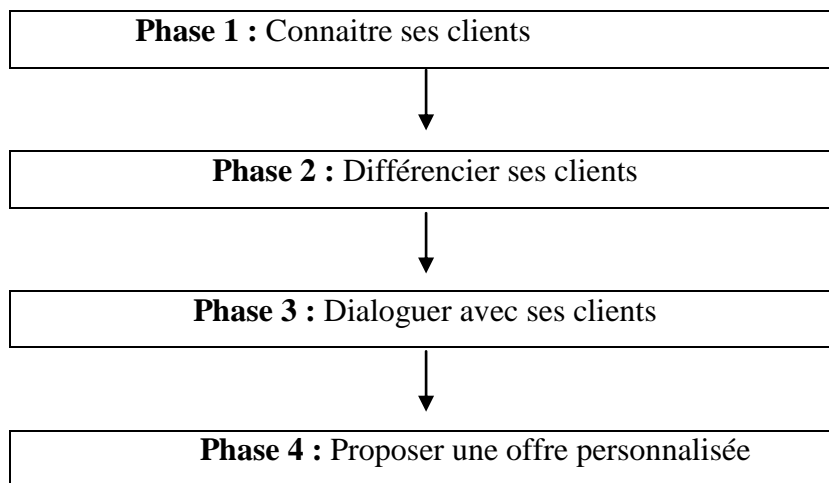 Phase 1 : Connaitre ses clients
Phase 2 : Différencier ses clients
Phase 3 : Dialoguer avec ses clients
Phase 4 : Proposer une offre personnalisée